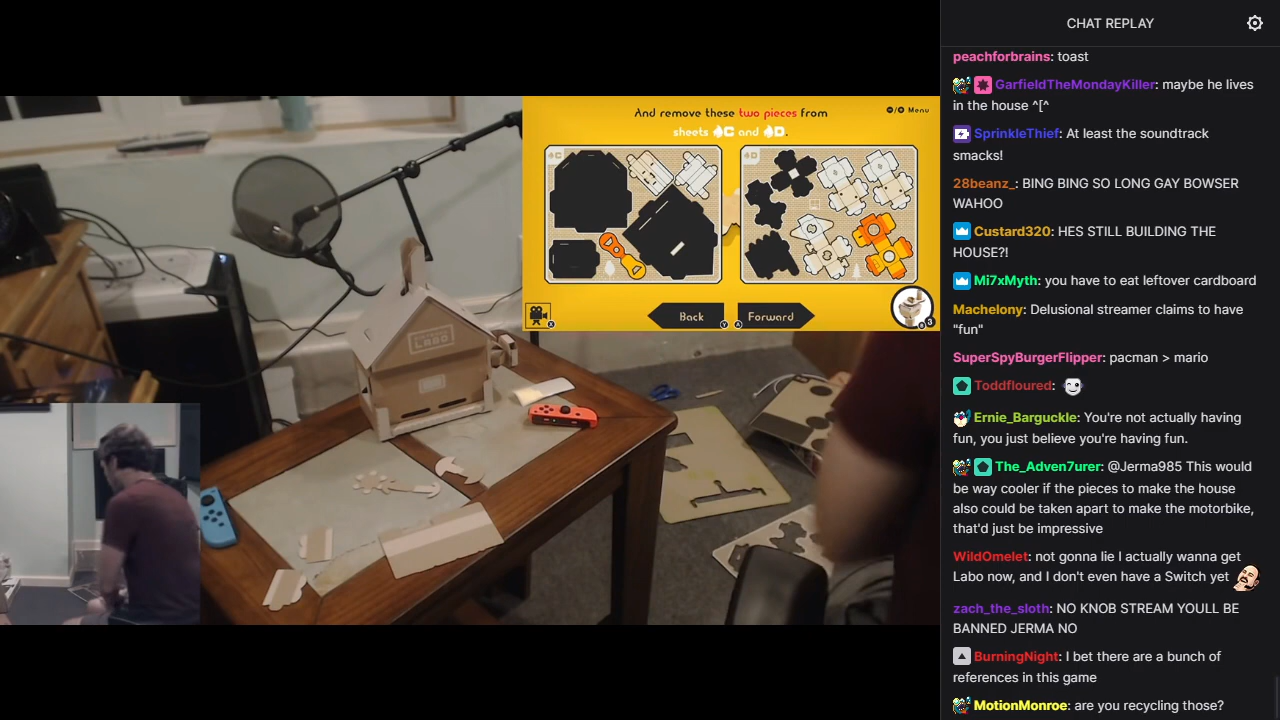 And remove these two pieces from
sheets C and D.
Menu
C
D
Back
Forward
LABO
CHAT REPLAY
peachforbrains: toast
GarfieldTheMondayKiller: maybe he lives
in the house ^[^
SprinkleThief: At least the soundtrack
smacks!
28beanz_: BING BING SO LONG GAY BOWSER
WAHOO
Custard320: HES STILL BUILDING THE
HOUSE?!
Mi7xMyth: you have to eat leftover cardboard
Machelony: Delusional streamer claims to have
"fun"
SuperSpyBurgerFlipper: pacman > mario
Toddfloured:
Ernie_Barguckle: You're not actually having
fun, you just believe you're having fun.
The_Adven7urer: @Jerma985 This would
be way cooler if the pieces to make the house
also could be taken apart to make the motorbike,
that'd just be impressive
WildOmelet: not gonna lie I actually wanna get
Labo now, and I don't even have a Switch yet
zach_the_sloth: NO KNOB STREAM YOULL BE
BANNED JERMA NO
BurningNight: I bet there are a bunch of
references in this game
MotionMonroe: are you recycling those?